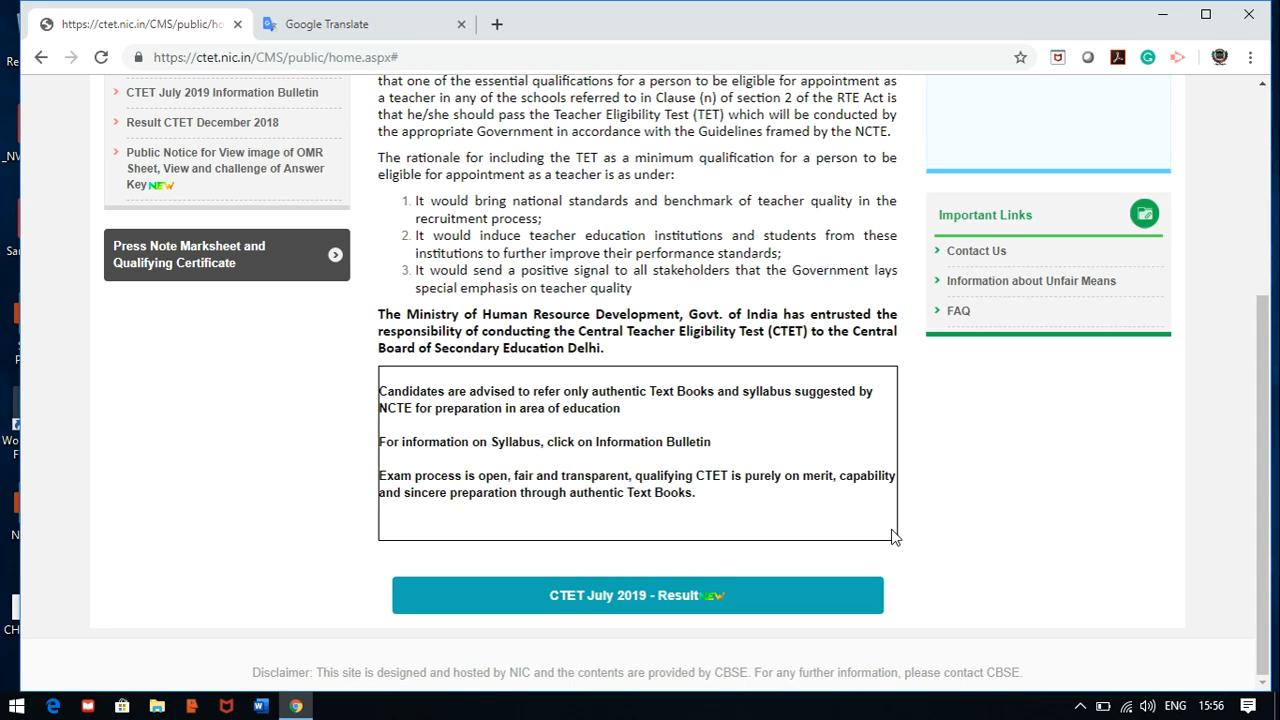 https://ctet.nic.in/CMS/public/ho
Google Translate
https://ctet.nic.in/CMS/public/home.aspx#
CTET July 2019 Information Bulletin
Result CTET December 2018
Public Notice for View image of OMR
Sheet, View and challenge of Answer
Key NEW
Press Note Marksheet and
Qualifying Certificate
that one of the essential qualifications for a person to be eligible for appointment as
a teacher in any of the schools referred to in Clause (n) of section 2 of the RTE Act is
that he/she should pass the Teacher Eligibility Test (TET) which will be conducted by
the appropriate Government in accordance with the Guidelines framed by the NCTE.
The rationale for including the TET as a minimum qualification for a person to be
eligible for appointment as a teacher is as under:
1. It would bring national standards and benchmark of teacher quality in the
recruitment process;
2. It would induce teacher education institutions and students from these
institutions to further improve their performance standards;
3. It would send a positive signal to all stakeholders that the Government lays
special emphasis on teacher quality
The Ministry of Human Resource Development, Govt. of India has entrusted the
responsibility of conducting the Central Teacher Eligibility Test (CTET) to the Central
Board of Secondary Education Delhi.
Candidates are advised to refer only authentic Text Books and syllabus suggested by
NCTE for preparation in area of education
For information on Syllabus, click on Information Bulletin
Exam process is open, fair and transparent, qualifying CTET is purely on merit, capability
and sincere preparation through authentic Text Books.
CTET July 2019 - Result NEW
Important Links
Contact Us
Information about Unfair Means
FAQ
Disclaimer: This site is designed and hosted by NIC and the contents are provided by CBSE. For any further information, please contact CBSE.
Re
_NV
Sar
P
Wo
F
N
CH
ENG
15:56